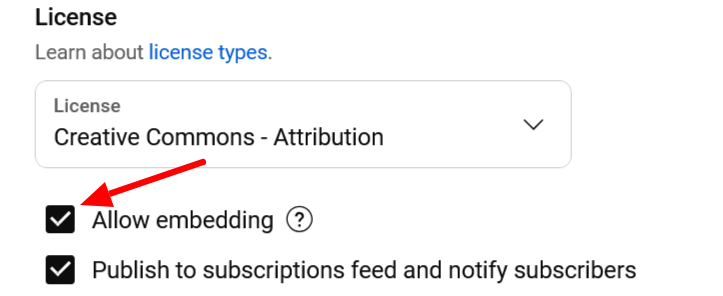 License
Learn about license types.
License
Creative Commons - Attribution
Allow embedding ?
Publish to subscriptions feed and notify subscribers